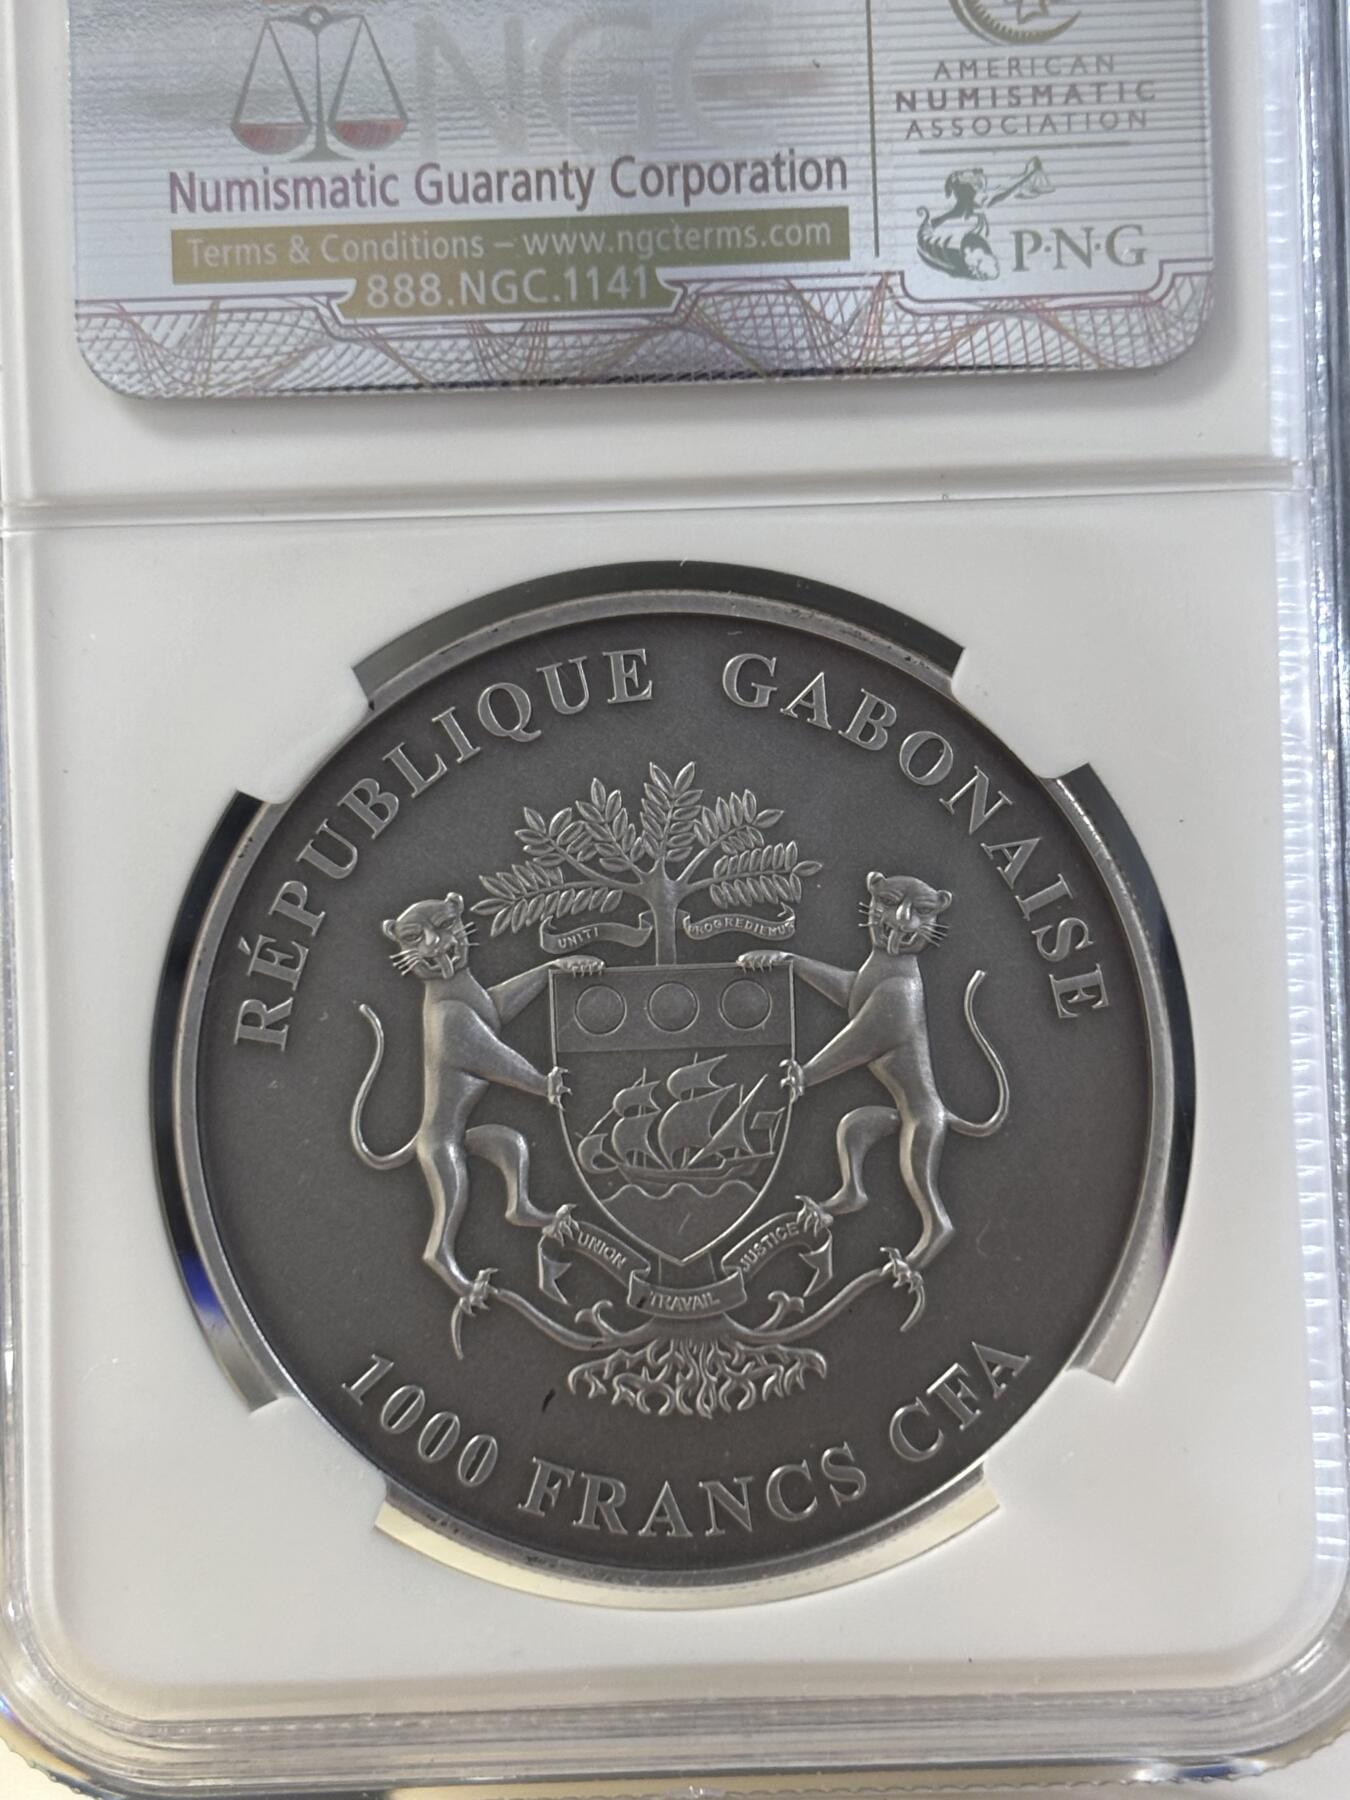 NGC
Numismatic Guaranty Corporation
Terms & Conditions – www.ngcterms.com
888.NGC.1141
AMERICAN
NUMISMATIC
ASSOCIATION
P·N·G
RÉPUBLIQUE GABONAISE
UNITI PROGREDIEMUR
UNION TRAVAIL JUSTICE
1000 FRANCS CFA